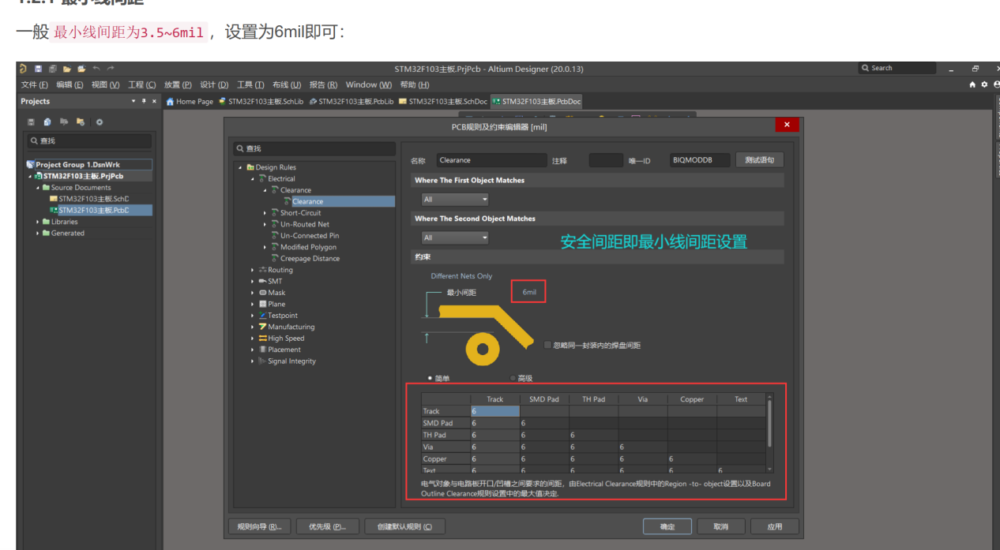 一般 最小线间距为3.5~6mil ，设置为6mil即可：
STM32F103主板.PrjPcb - Altium Designer (20.0.13)
Search
文件 (F) 编辑 (E) 视图 (V) 工程 (C) 放置 (P) 设计 (D) 工具 (T) 布线 (U) 报告 (R) Window (W) 帮助 (H)
Projects
Home Page STM32F103主板.SchLib STM32F103主板.PcbLib STM32F103主板.SchDoc STM32F103主板.PcbDoc
查找
Project Group 1.DsnWrk
STM32F103主板.PrjPcb
Source Documents
STM32F103主板.SchD
STM32F103主板.PcbD
Libraries
Generated
PCB规则及约束编辑器 [mil]
查找
Design Rules
Electrical
Clearance
Clearance
Short-Circuit
Un-Routed Net
Un-Connected Pin
Modified Polygon
Creepage Distance
Routing
SMT
Mask
Plane
Testpoint
Manufacturing
High Speed
Placement
Signal Integrity
名称 Clearance 注释 唯一ID BIQMODDB 测试语句
Where The First Object Matches
All
Where The Second Object Matches
All
安全间距即最小线间距设置
约束
Different Nets Only
最小间距 6mil
忽略同一封装内的焊盘间距
简单 高级
Track SMD Pad TH Pad Via Copper Text
Track 6
SMD Pad 6 6
TH Pad 6 6 6
Via 6 6 6 6
Copper 6 6 6 6 6
Text 6 6 6 6 6 6
电气对象与电路板开口/凹槽之间要求的间距，由Electrical Clearance规则中的Region -to- object设置以及Board
Outline Clearance规则设置中的最大值决定.
规则向导 (R)... 优先级 (P)... 创建默认规则 (C) 确定 取消 应用